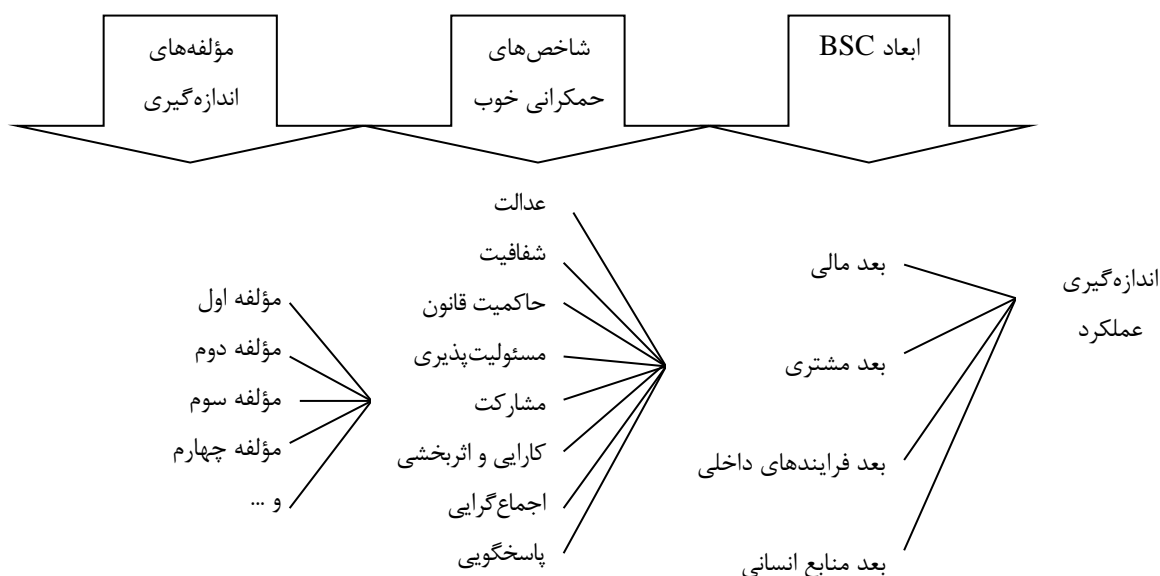 ابعاد BSC
شاخص‌های
حمکرانی خوب
مؤلفه‌های
اندازه‌گیری
اندازه‌گیری
عملکرد
بعد مالی
بعد مشتری
بعد فرایندهای داخلی
بعد منابع انسانی
عدالت
شفافیت
حاکمیت قانون
مسئولیت‌پذیری
مشارکت
کارایی و اثربخشی
اجماع‌گرایی
پاسخگویی
مؤلفه اول
مؤلفه دوم
مؤلفه سوم
مؤلفه چهارم
و ...